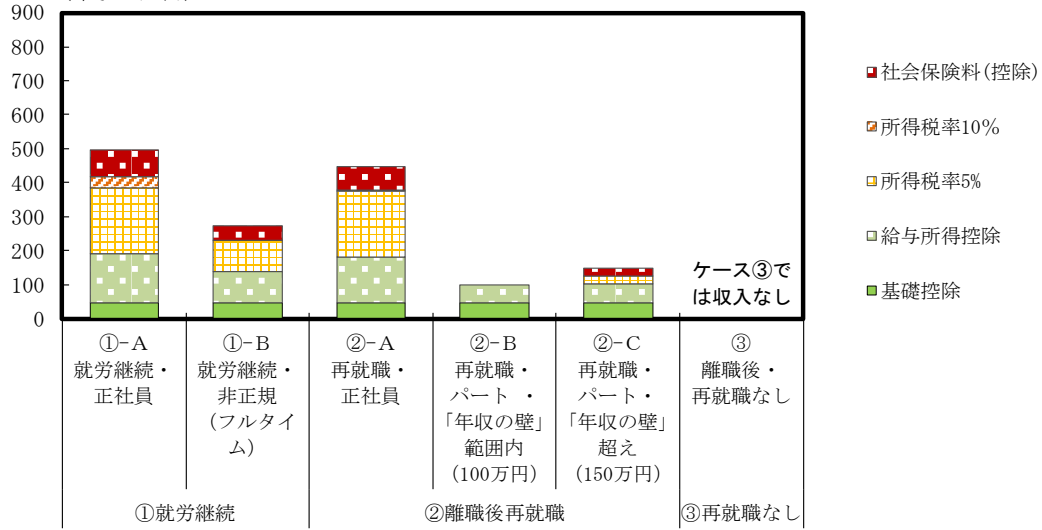 900
800
700
600
500
400
300
200
100
0
社会保険料(控除)
所得税率10%
所得税率5%
給与所得控除
基礎控除
ケース③で
は収入なし
①-A
就労継続・
正社員
①-B
就労継続・
非正規
(フルタイ
ム)
②-A
再就職・
正社員
②-B
再就職・
パート ・
「年収の壁」
範囲内
(100万円)
②-C
再就職・
パート・
「年収の壁」
超え
(150万円)
③
離職後・
再就職なし
①就労継続
②離職後再就職
③再就職なし